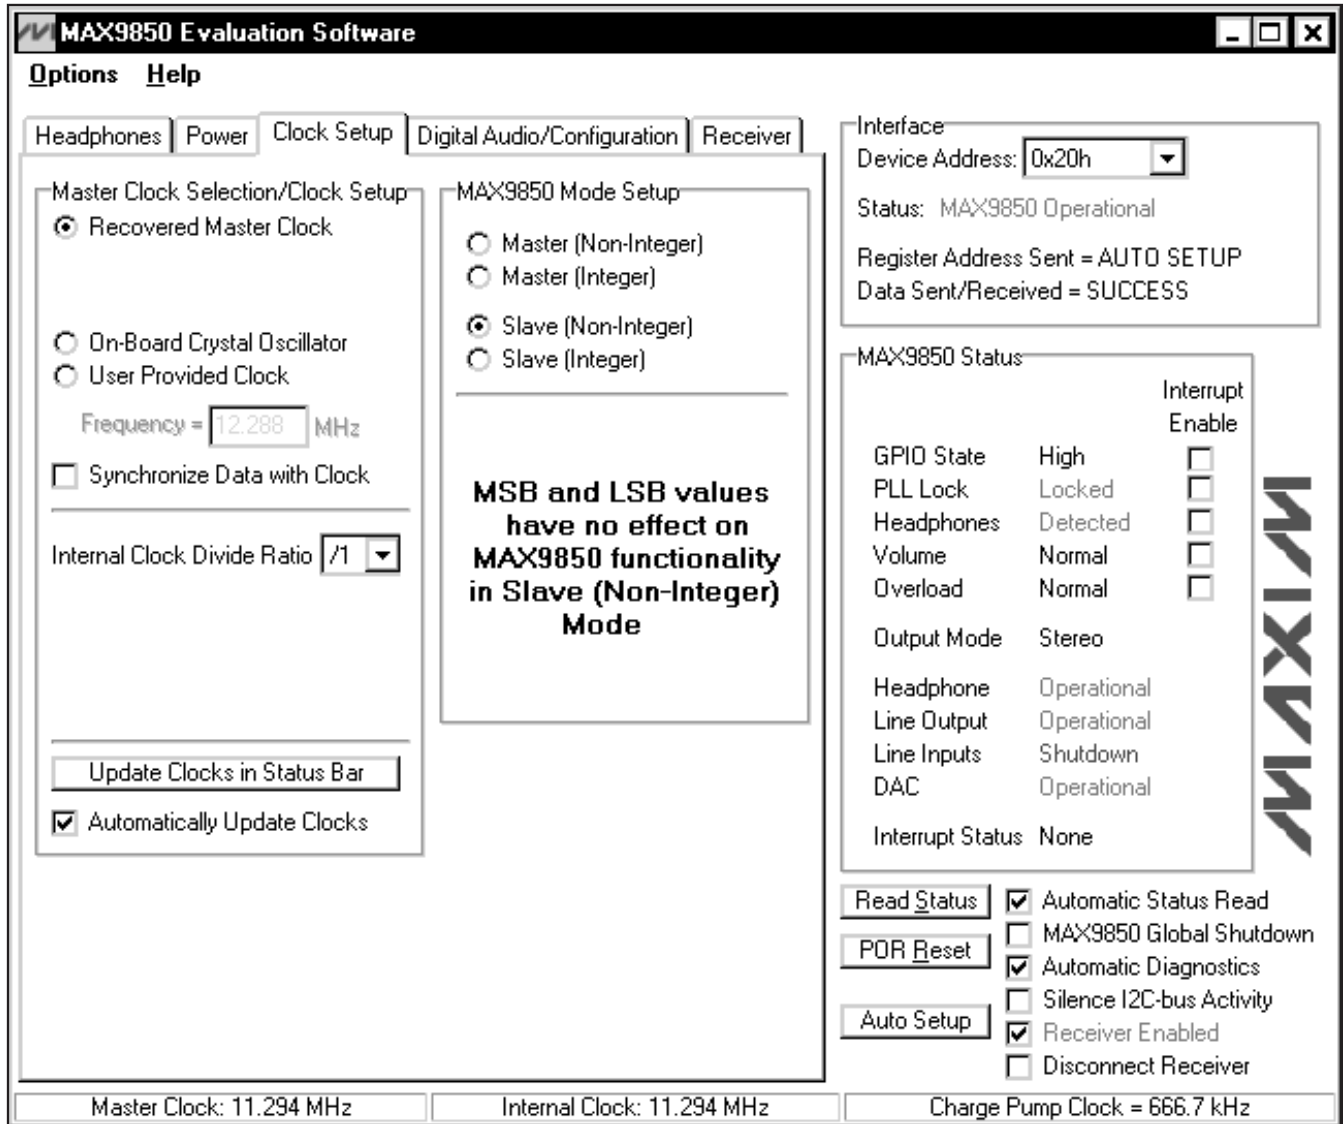 MAX9850 Evaluation Software
Options Help
Headphones Power Clock Setup Digital Audio/Configuration Receiver
Master Clock Selection/Clock Setup
Recovered Master Clock
On-Board Crystal Oscillator
User Provided Clock
Frequency = 12.288 MHz
Synchronize Data with Clock
Internal Clock Divide Ratio /1
Update Clocks in Status Bar
Automatically Update Clocks
MAX9850 Mode Setup
Master (Non-Integer)
Master (Integer)
Slave (Non-Integer)
Slave (Integer)
MSB and LSB values
have no effect on
MAX9850 functionality
in Slave (Non-Integer)
Mode
Interface
Device Address: 0x20h
Status: MAX9850 Operational
Register Address Sent = AUTO SETUP
Data Sent/Received = SUCCESS
MAX9850 Status
Interrupt
Enable
GPIO State High
PLL Lock Locked
Headphones Detected
Volume Normal
Overload Normal
Output Mode Stereo
Headphone Operational
Line Output Operational
Line Inputs Shutdown
DAC Operational
Interrupt Status None
MAXIM
Read Status
POR Reset
Auto Setup
Automatic Status Read
MAX9850 Global Shutdown
Automatic Diagnostics
Silence I2C-bus Activity
Receiver Enabled
Disconnect Receiver
Master Clock: 11.294 MHz
Internal Clock: 11.294 MHz
Charge Pump Clock = 666.7 kHz